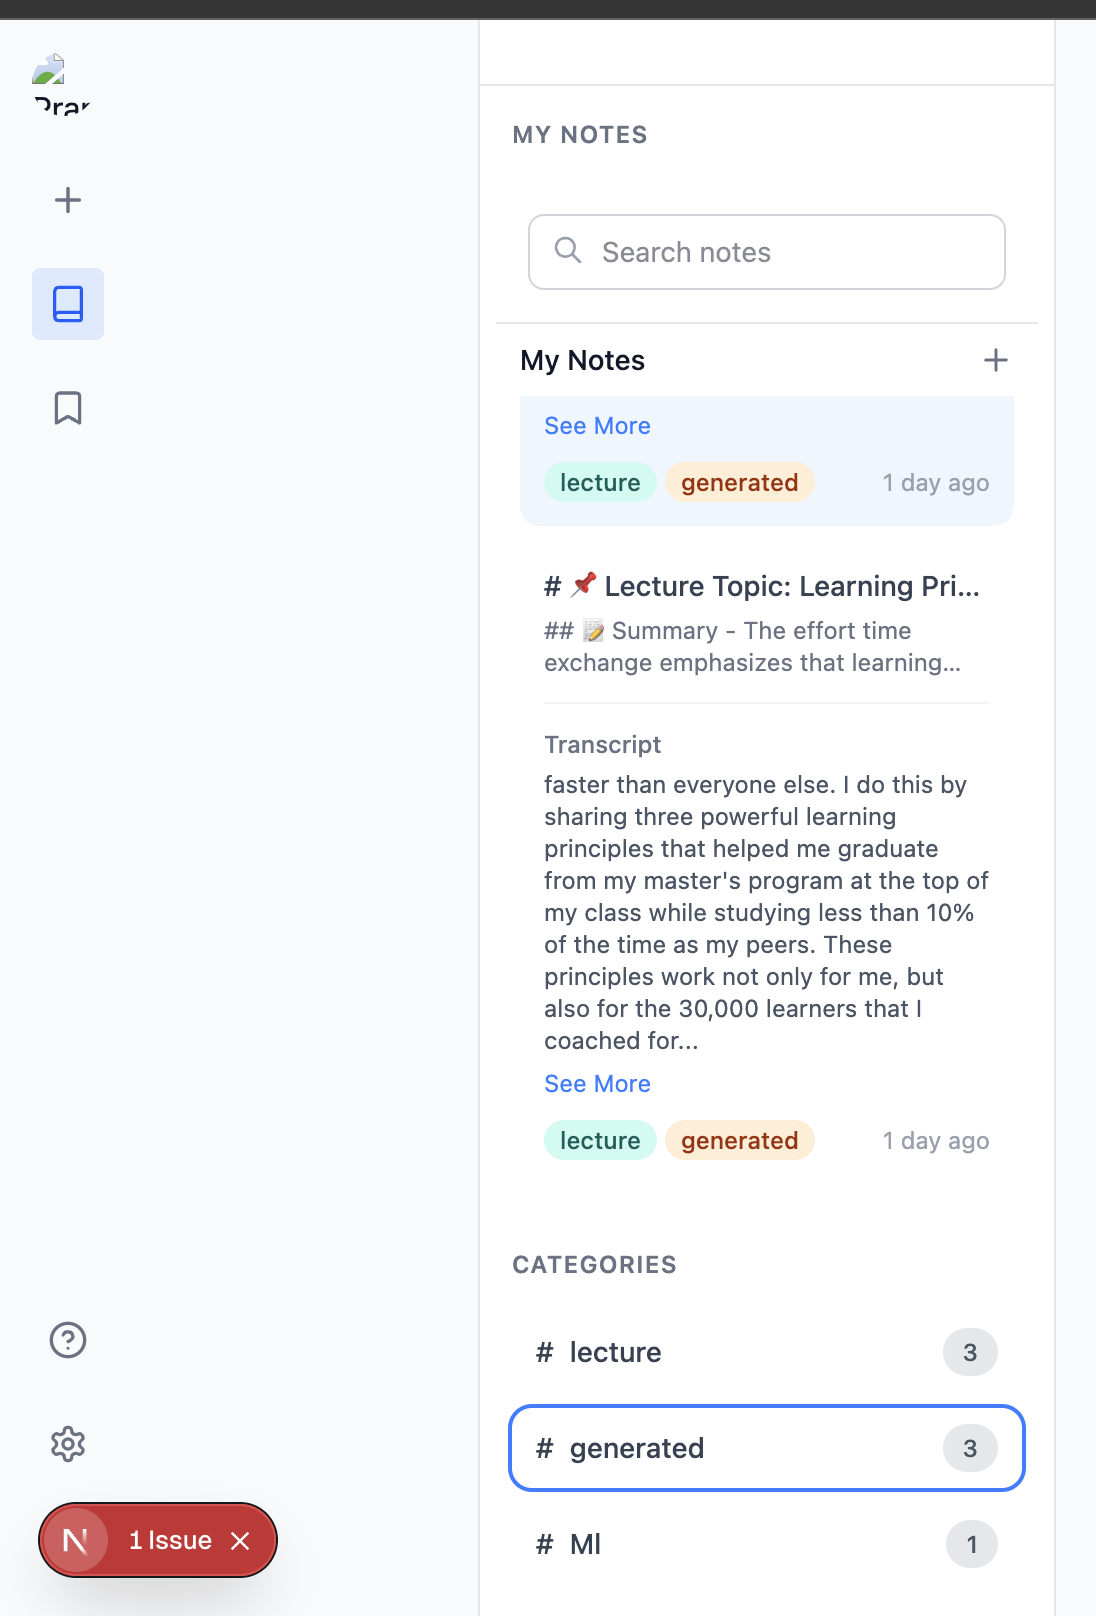 MY NOTES
Search notes
My Notes
See More
lecture generated 1 day ago
# 📌 Lecture Topic: Learning Pri...
## 📝 Summary - The effort time
exchange emphasizes that learning...
Transcript
faster than everyone else. I do this by
sharing three powerful learning
principles that helped me graduate
from my master's program at the top of
my class while studying less than 10%
of the time as my peers. These
principles work not only for me, but
also for the 30,000 learners that I
coached for...
See More
lecture generated 1 day ago
CATEGORIES
# lecture 3
# generated 3
N 1 Issue
# Ml 1